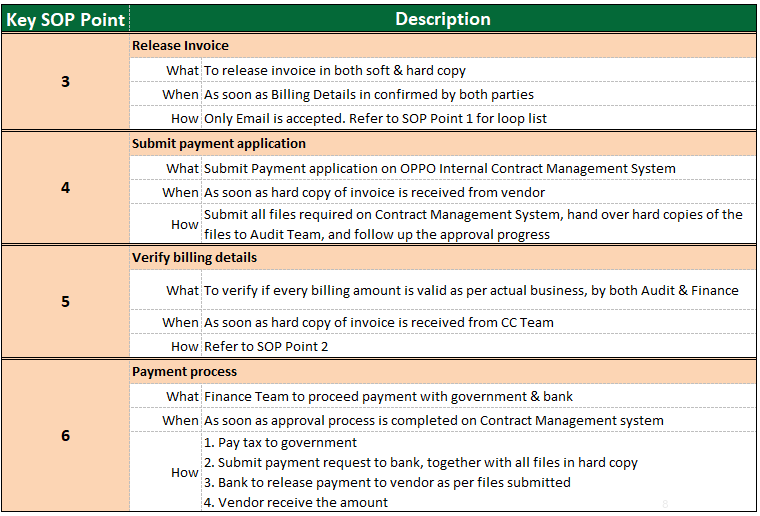 Key SOP Point Description
Release Invoice
3
What To release invoice in both soft & hard copy
When As soon as Billing Details in confirmed by both parties
How Only Email is accepted. Refer to SOP Point 1 for loop list
Submit payment application
4
What Submit Payment application on OPPO Internal Contract Management System
When As soon as hard copy of invoice is received from vendor
How Submit all files required on Contract Management System, hand over hard copies of the
files to Audit Team, and follow up the approval progress
Verify billing details
5
What To verify if every billing amount is valid as per actual business, by both Audit & Finance
When As soon as hard copy of invoice is received from CC Team
How Refer to SOP Point 2
Payment process
6
What Finance Team to proceed payment with government & bank
When As soon as approval process is completed on Contract Management system
How
1. Pay tax to government
2. Submit payment request to bank, together with all files in hard copy
3. Bank to release payment to vendor as per files submitted
4. Vendor receive the amount
8